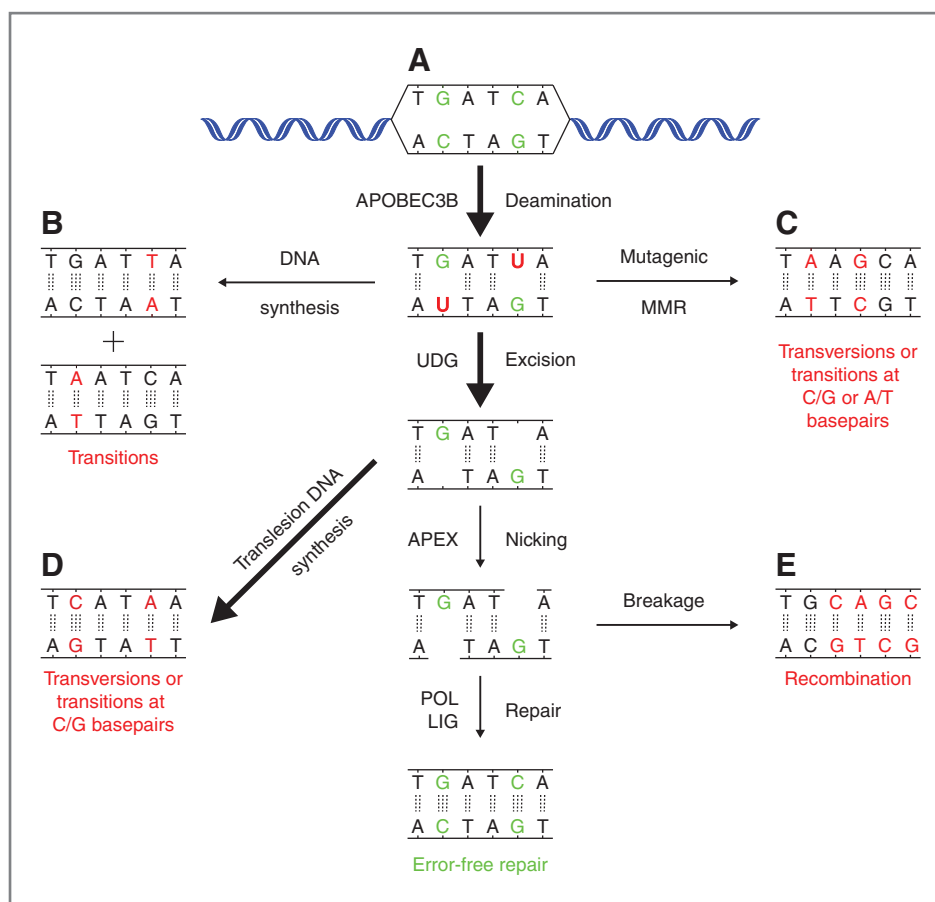 A
T G A T C A
A C T A G T
APOBEC3B Deamination
B
T G A T T A
A C T A A T
+
T A A T C A
A T T A G T
Transitions
DNA
synthesis
T G A T U A
A U T A G T
Mutagenic
MMR
C
T A A G C A
A T T C G T
Transversions or
transitions at
C/G or A/T
basepairs
UDG Excision
T G A T A
A T A G T
Translesion DNA
synthesis
D
T C A T A A
A G T A T T
Transversions or
transitions at
C/G basepairs
APEX Nicking
T G A T A
A T A G T
Breakage
E
T G C A G C
A C G T C G
Recombination
POL
LIG
Repair
T G A T C A
A C T A G T
Error-free repair